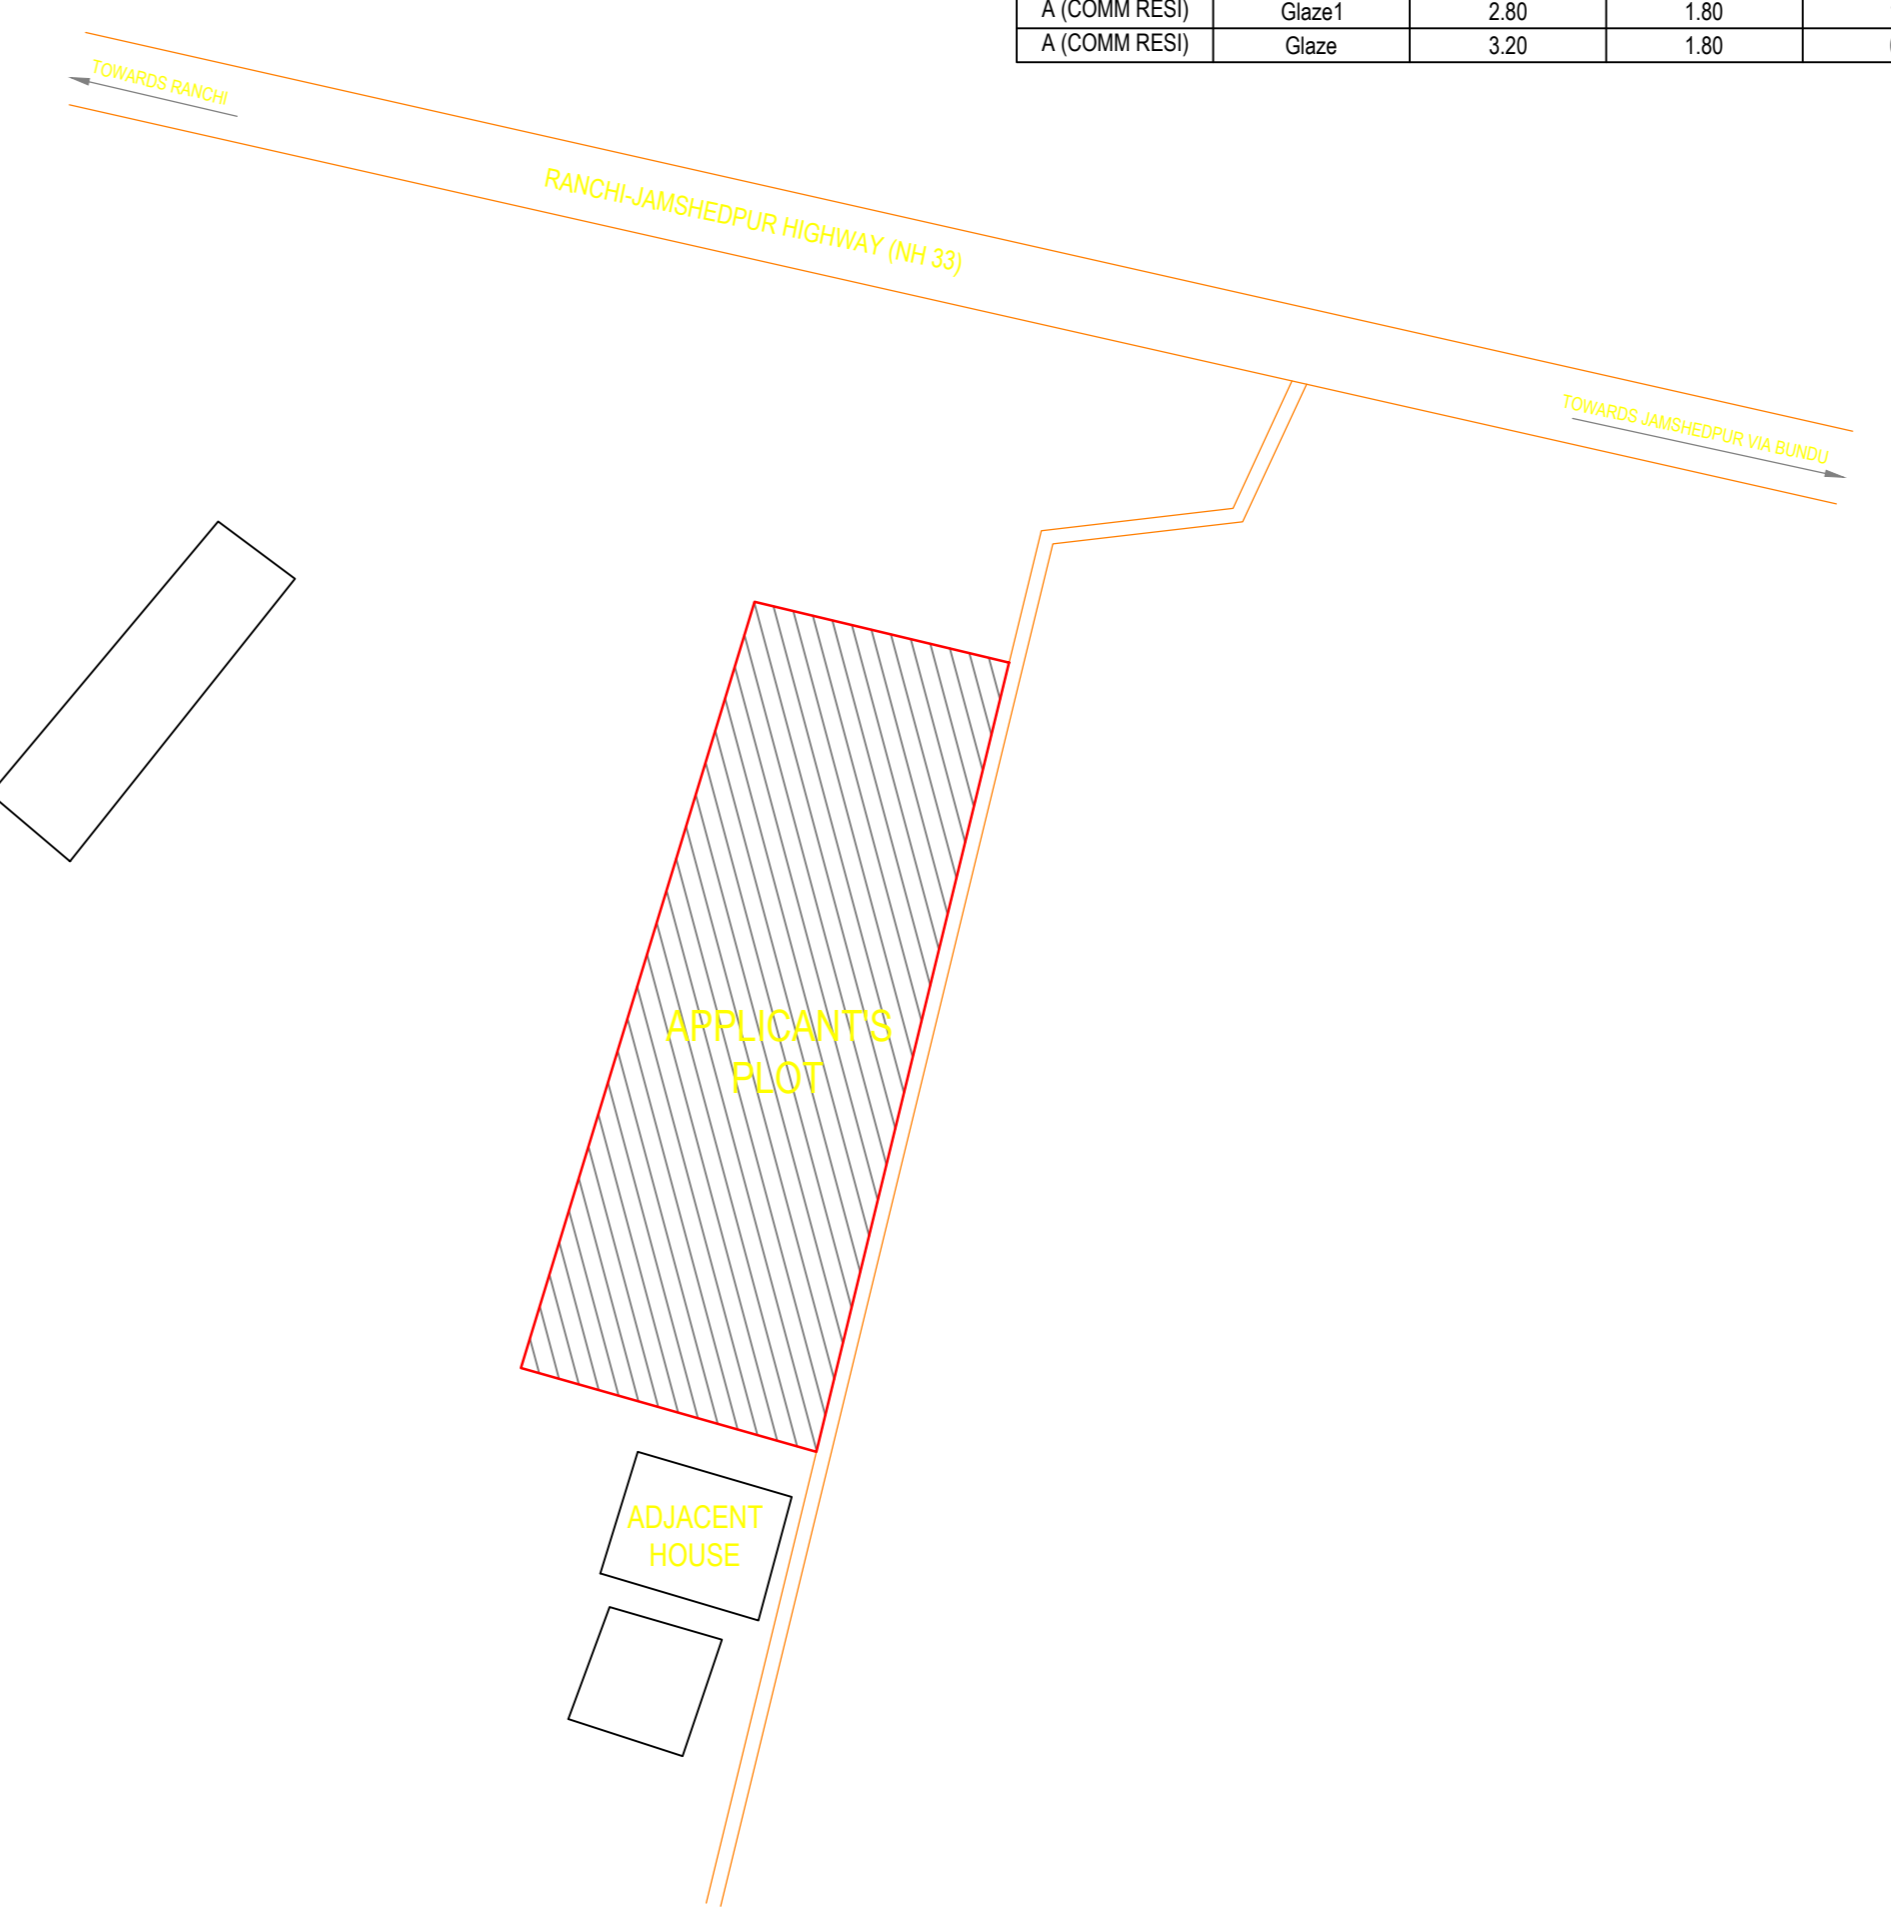 A (COMM RESI) Glaze1 2.80 1.80
A (COMM RESI) Glaze 3.20 1.80
TOWARDS RANCHI
RANCHI-JAMSHEDPUR HIGHWAY (NH 33)
TOWARDS JAMSHEDPUR VIA BUNDU
APPLICANT'S
PLOT
ADJACENT
HOUSE